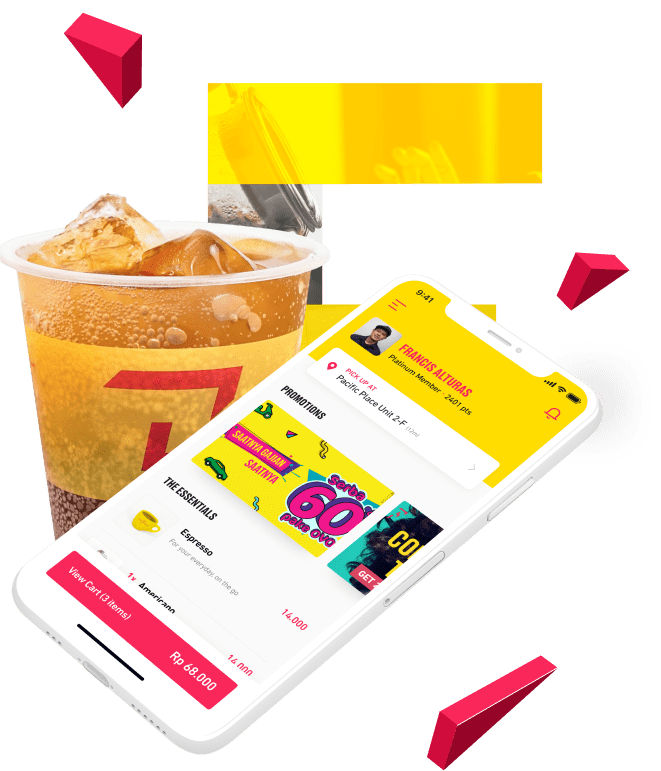 9:41
FRANCIS ALTURAS
Platinum Member · 2401 pts
PICK UP AT
Pacific Place Unit 2-F
PROMOTIONS
SAATNYA GAJIAN
SAATNYA
Serba
60
pake OVO
GET
THE ESSENTIALS
Espresso
For your everyday, on the go
14.000
1x Americano
14.000
View Cart (3 items)
Rp 68.000